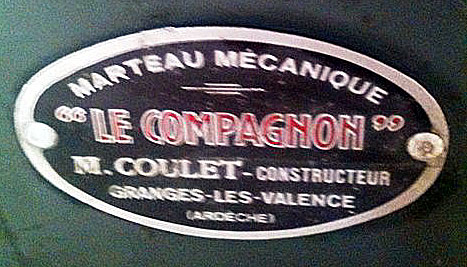 MARTEAU MÉCANIQUE
“LE COMPAGNON”
M. COULET - CONSTRUCTEUR
GRANGES-LES-VALENCE
(ARDÈCHE)